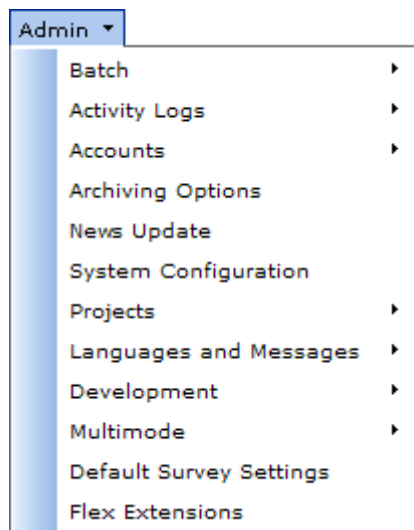 Admin
Batch
Activity Logs
Accounts
Archiving Options
News Update
System Configuration
Projects
Languages and Messages
Development
Multimode
Default Survey Settings
Flex Extensions